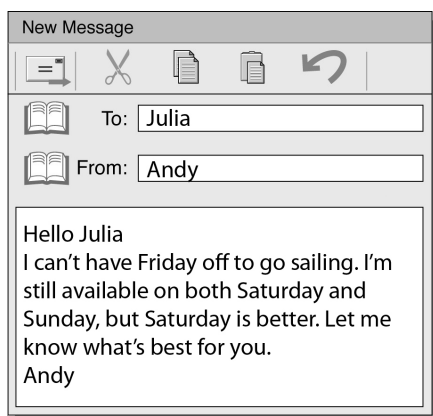 New Message
To: Julia
From: Andy
Hello Julia
I can't have Friday off to go sailing. I'm
still available on both Saturday and
Sunday, but Saturday is better. Let me
know what's best for you.
Andy